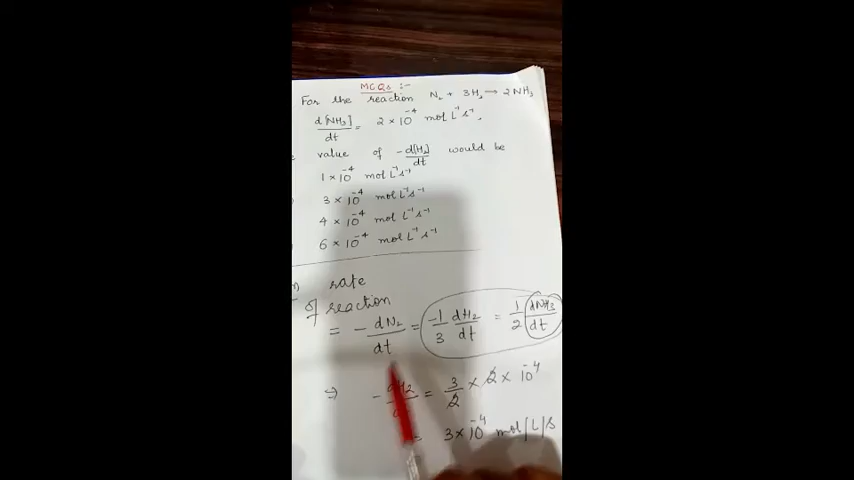 MCQs :-
For the reaction N₂ + 3H₂ → 2NH₃
d[NH₃]/dt = 2 × 10⁻⁴ mol L⁻¹ s⁻¹.
value of -d[H₂]/dt would be
1 × 10⁻⁴ mol L⁻¹ s⁻¹
3 × 10⁻⁴ mol L⁻¹ s⁻¹
4 × 10⁻⁴ mol L⁻¹ s⁻¹
6 × 10⁻⁴ mol L⁻¹ s⁻¹
rate
of reaction
= - dN₂/dt = -1/3 dH₂/dt = 1/2 dNH₃/dt
⇒ - dH₂/ = 3/2 × 2 × 10⁻⁴
3 × 10⁻⁴ mol/L/s